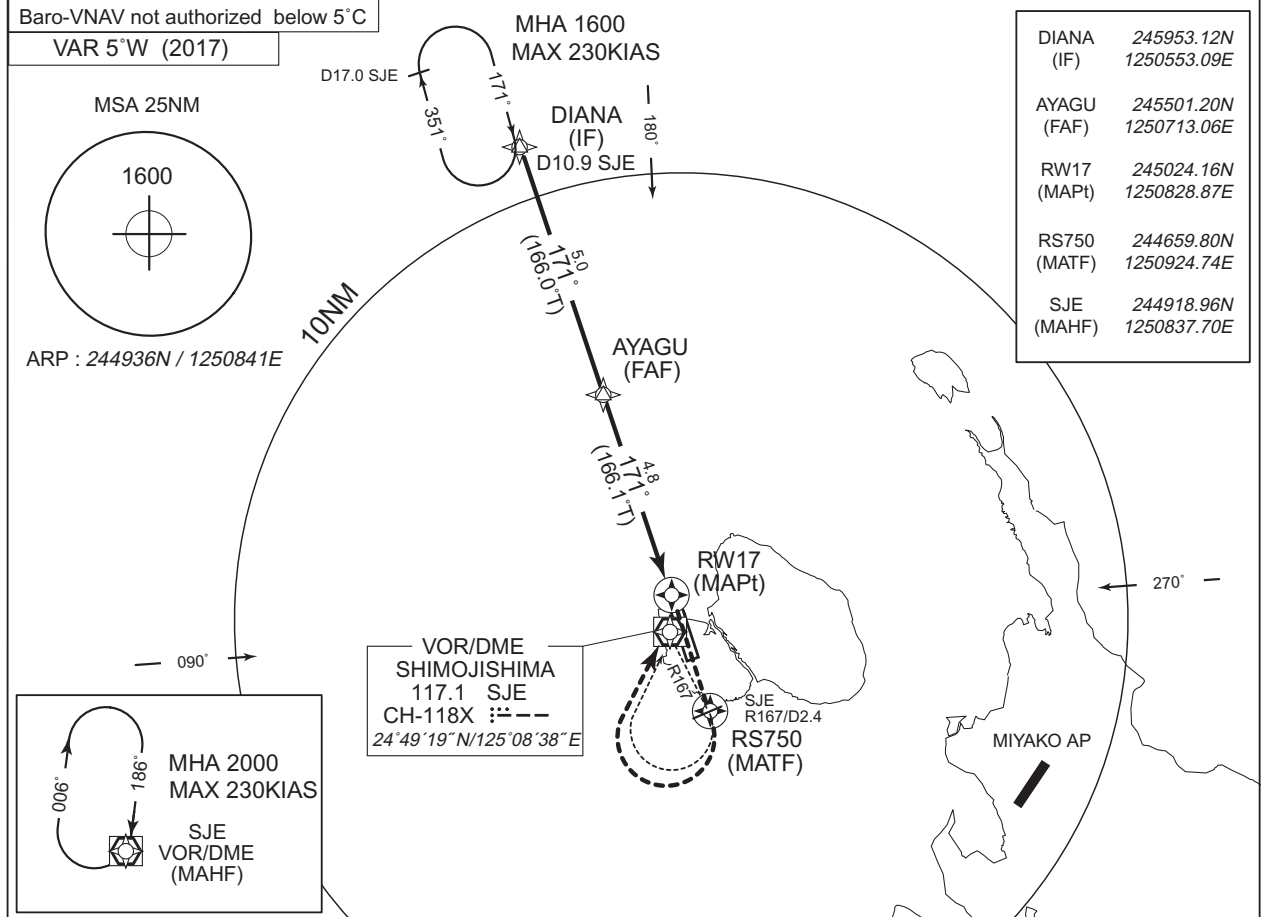 Baro-VNAV not authorized below 5°C
VAR 5°W (2017)
MSA 25NM
1600
ARP : 244936N / 1250841E
MHA 1600
MAX 230KIAS
D17.0 SJE
351°
171°
DIANA
(IF)
D10.9 SJE
180°
10NM
5.0
171°
(166.0°T)
AYAGU
(FAF)
4.8
171°
(166.1°T)
RW17
(MAPt)
DIANA 245953.12N
(IF) 1250553.09E
AYAGU 245501.20N
(FAF) 1250713.06E
RW17 245024.16N
(MAPt) 1250828.87E
RS750 244659.80N
(MATF) 1250924.74E
SJE 244918.96N
(MAHF) 1250837.70E
270°
090°
VOR/DME
SHIMOJISHIMA
117.1 SJE
CH-118X
24°49´19˝N/125°08´38˝E
R167
SJE
R167/D2.4
RS750
(MATF)
MIYAKO AP
006°
186°
MHA 2000
MAX 230KIAS
SJE
VOR/DME
(MAHF)